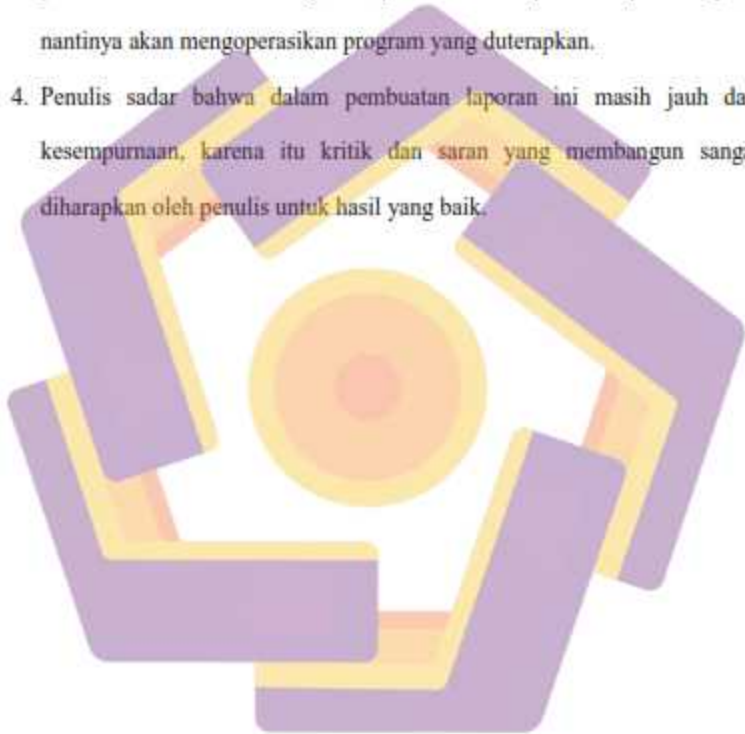 nantinya akan mengoperasikan program yang duterapkan.
4. Penulis sadar bahwa dalam pembuatan laporan ini masih jauh da
kesempurnaan, karena itu kritik dan saran yang membangun sang
diharapkan oleh penulis untuk hasil yang baik.